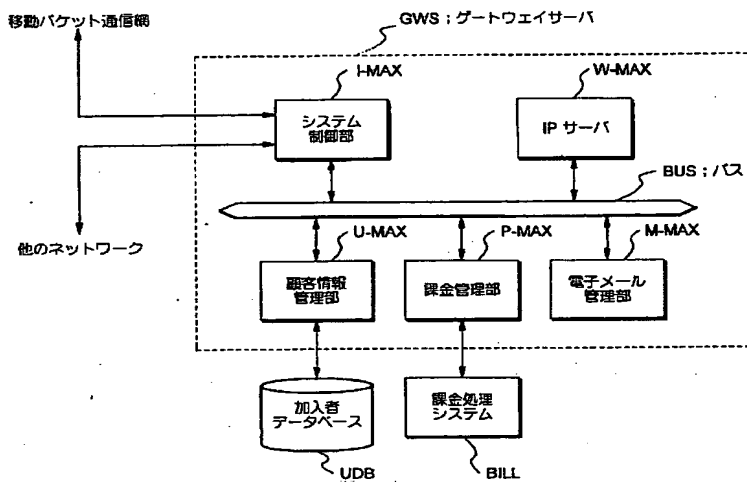 移動パケット通信網
GWS ; ゲートウェイサーバ
I-MAX
W-MAX
システム
制御部
IP サーバ
BUS ; バス
他のネットワーク
U-MAX
P-MAX
M-MAX
顧客情報
管理部
課金管理部
電子メール
管理部
加入者
データベース
課金処理
システム
UDB
BILL